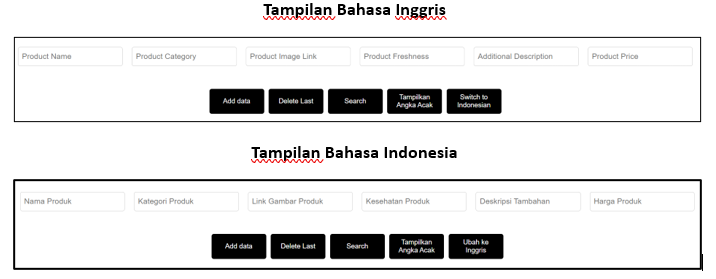 Tampilan Bahasa Inggris
Product Name Product Category Product Image Link Product Freshness Additional Description Product Price
Add data Delete Last Search Tampilkan Angka Acak Switch to Indonesian
Tampilan Bahasa Indonesia
Nama Produk Kategori Produk Link Gambar Produk Kesehatan Produk Deskripsi Tambahan Harga Produk
Add data Delete Last Search Tampilkan Angka Acak Ubah ke Inggris